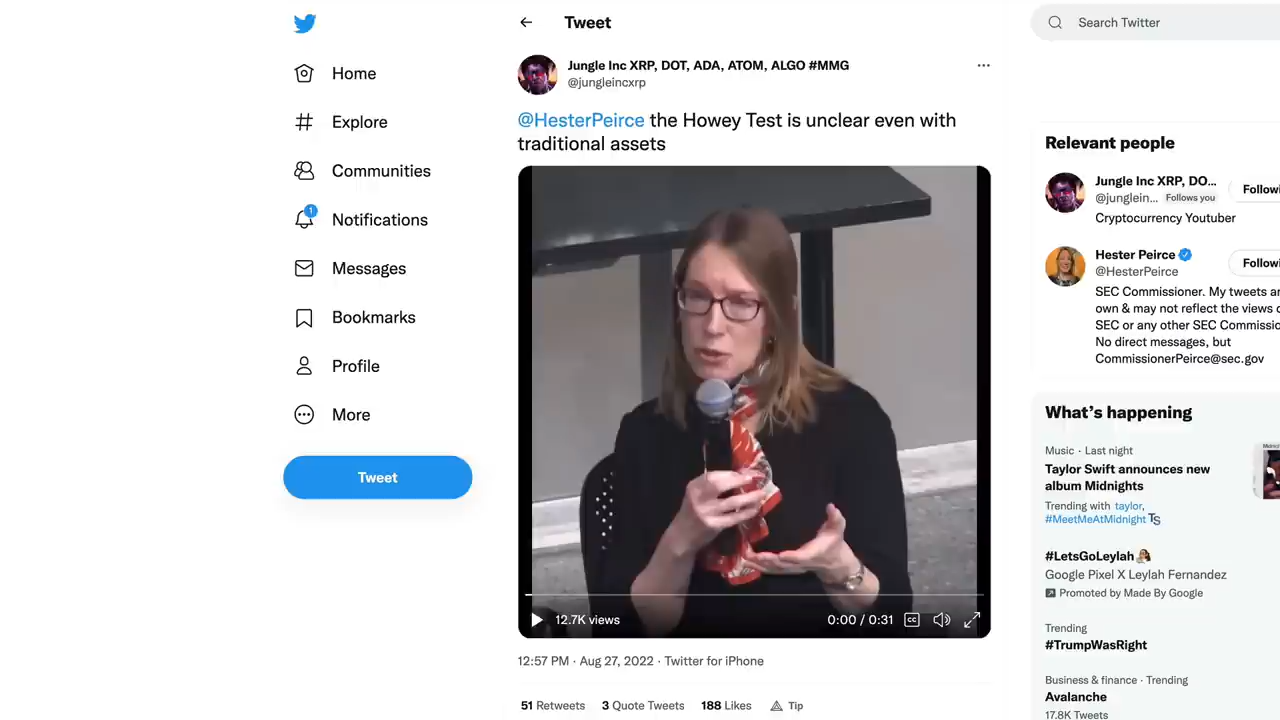 Home
Explore
Communities
1
Notifications
Messages
Bookmarks
Profile
More
Tweet
Tweet
Jungle Inc XRP, DOT, ADA, ATOM, ALGO #MMG
@jungleincxrp
@HesterPeirce the Howey Test is unclear even with
traditional assets
12.7K views
0:00 / 0:31
CC
12:57 PM · Aug 27, 2022 · Twitter for iPhone
51 Retweets 3 Quote Tweets 188 Likes Tip
Search Twitter
Relevant people
Jungle Inc XRP, DO...
@junglein... Follows you
Followi
Cryptocurrency Youtuber
Hester Peirce
@HesterPeirce
Followi
SEC Commissioner. My tweets ar
own & may not reflect the views o
SEC or any other SEC Commissio
No direct messages, but
CommissionerPeirce@sec.gov
What's happening
Music · Last night
Taylor Swift announces new
album Midnights
Trending with taylor,
#MeetMeAtMidnight TS
#LetsGoLeylah
Google Pixel X Leylah Fernandez
Promoted by Made By Google
Trending
#TrumpWasRight
Business & finance · Trending
Avalanche
17.8K Tweets